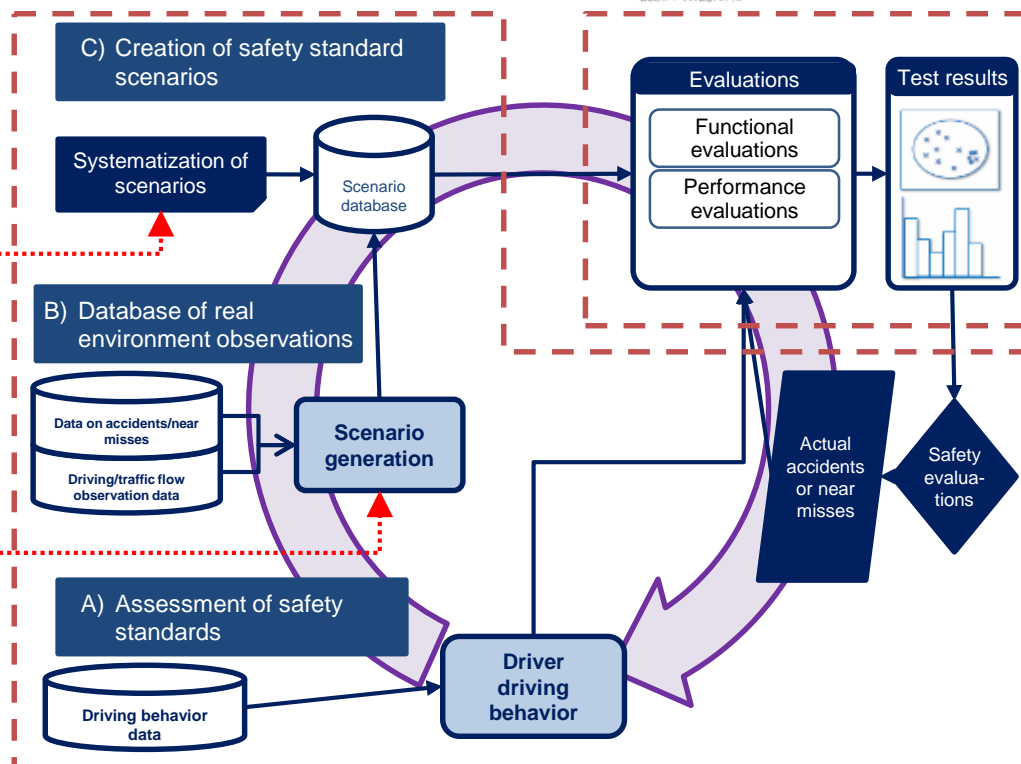 C) Creation of safety standard
scenarios
Evaluations
Functional
evaluations
Performance
evaluations
Test results
Systematization of
scenarios
Scenario
database
B) Database of real
environment observations
Data on accidents/near
misses
Driving/traffic flow
observation data
Scenario
generation
Actual
accidents
or near
misses
Safety
evalua-
tions
A) Assessment of safety
standards
Driving behavior
data
Driver
driving
behavior